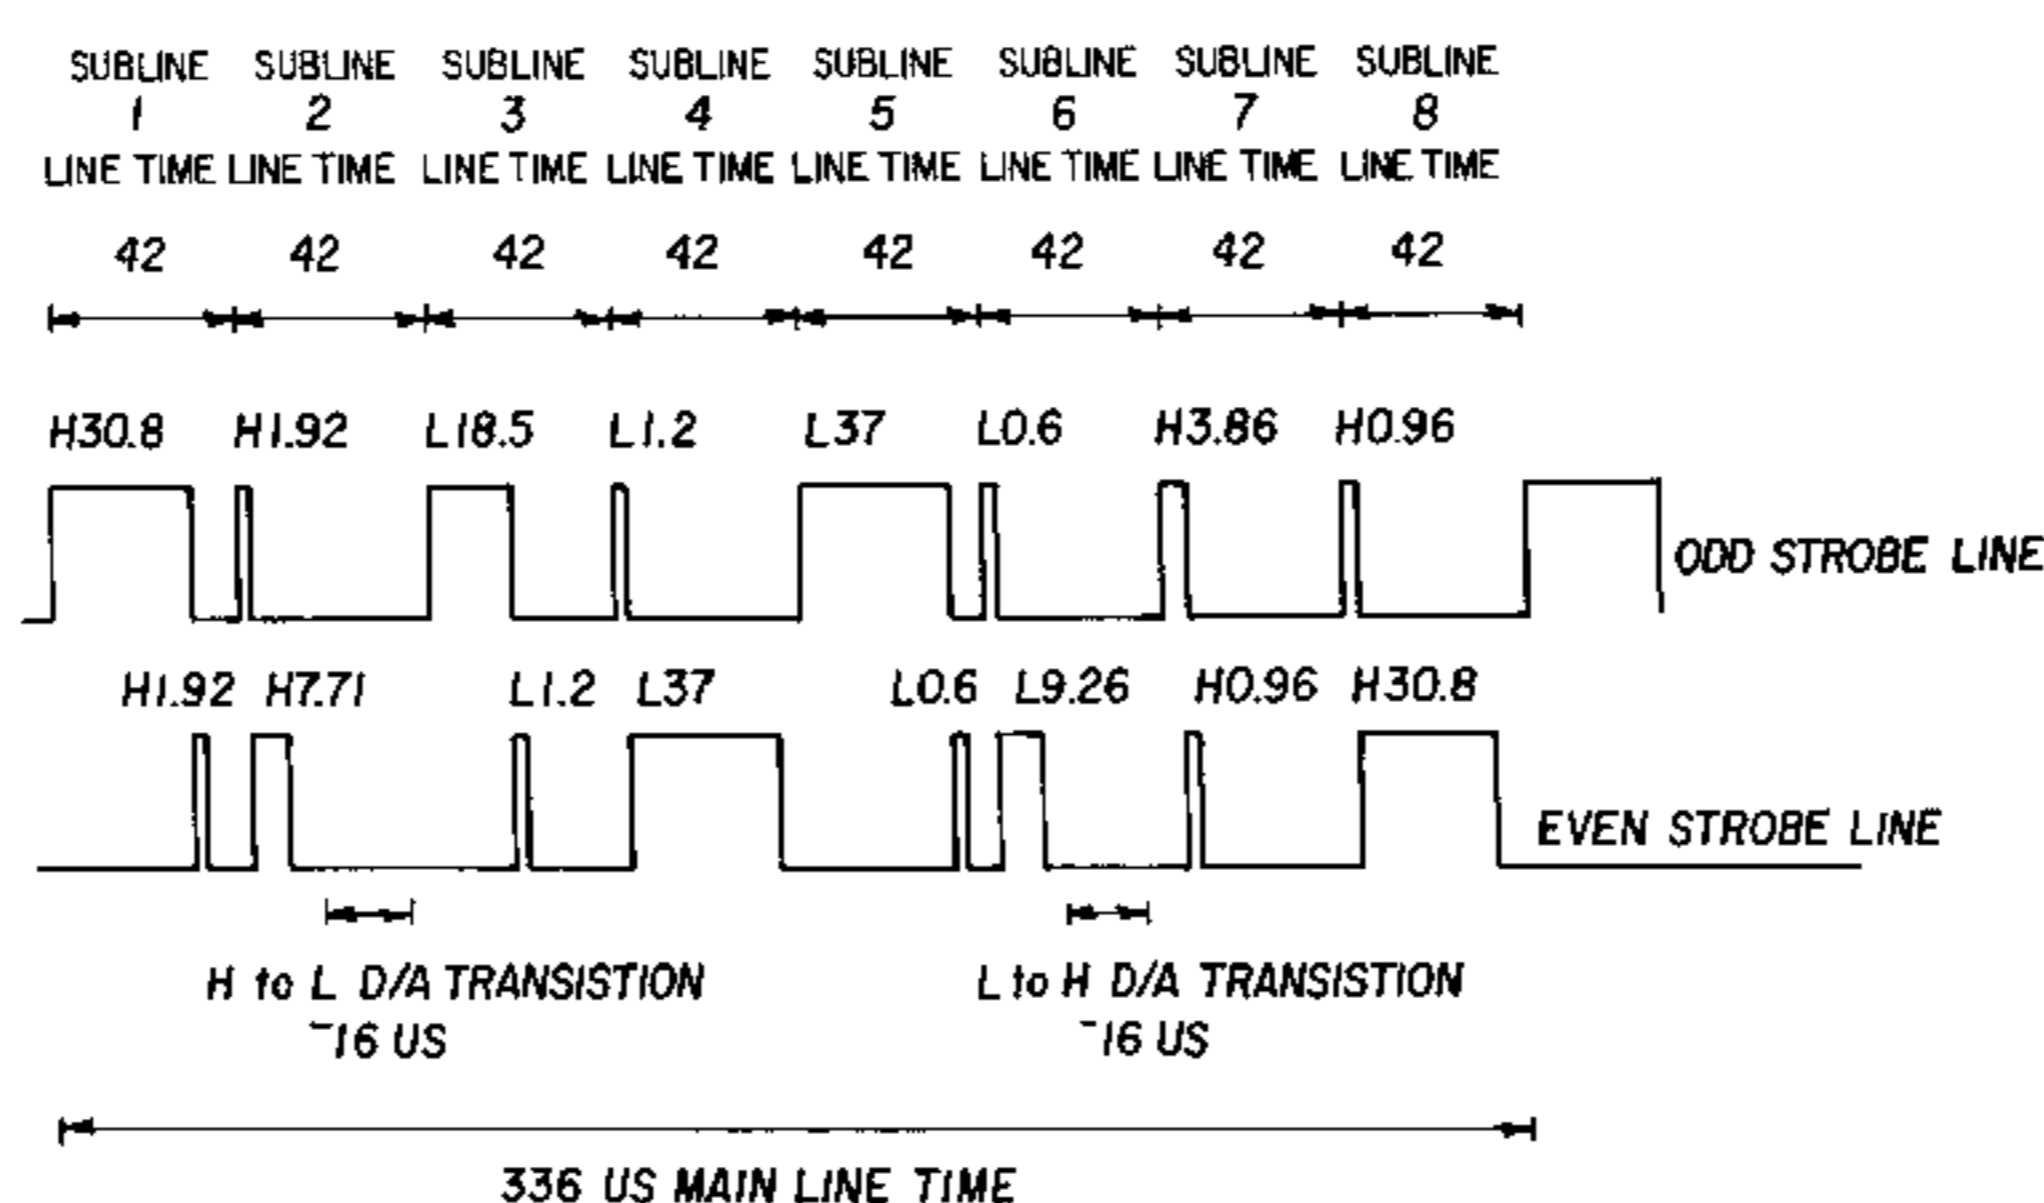 SUBLINE SUBLINE SUBLINE SUBLINE SUBLINE SUBLINE SUBLINE SUBLINE
1 2 3 4 5 6 7 8
LINE TIME LINE TIME LINE TIME LINE TIME LINE TIME LINE TIME LINE TIME LINE TIME
42 42 42 42 42 42 42 42
H30.8 H1.92 L18.5 L1.2 L37 L0.6 H3.86 H0.96
ODD STROBE LINE
H1.92 H7.71 L1.2 L37 L0.6 L9.26 H0.96 H30.8
EVEN STROBE LINE
H to L D/A TRANSISTION L to H D/A TRANSISTION
~16 US ~16 US
336 US MAIN LINE TIME